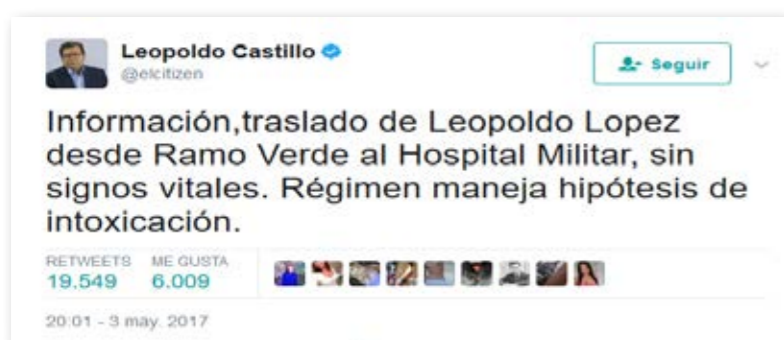 Leopoldo Castillo
@elcitizen
Seguir
Información,traslado de Leopoldo Lopez
desde Ramo Verde al Hospital Militar, sin
signos vitales. Régimen maneja hipótesis de
intoxicación.
RETWEETS ME GUSTA
19.549 6.009
20:01 - 3 may. 2017